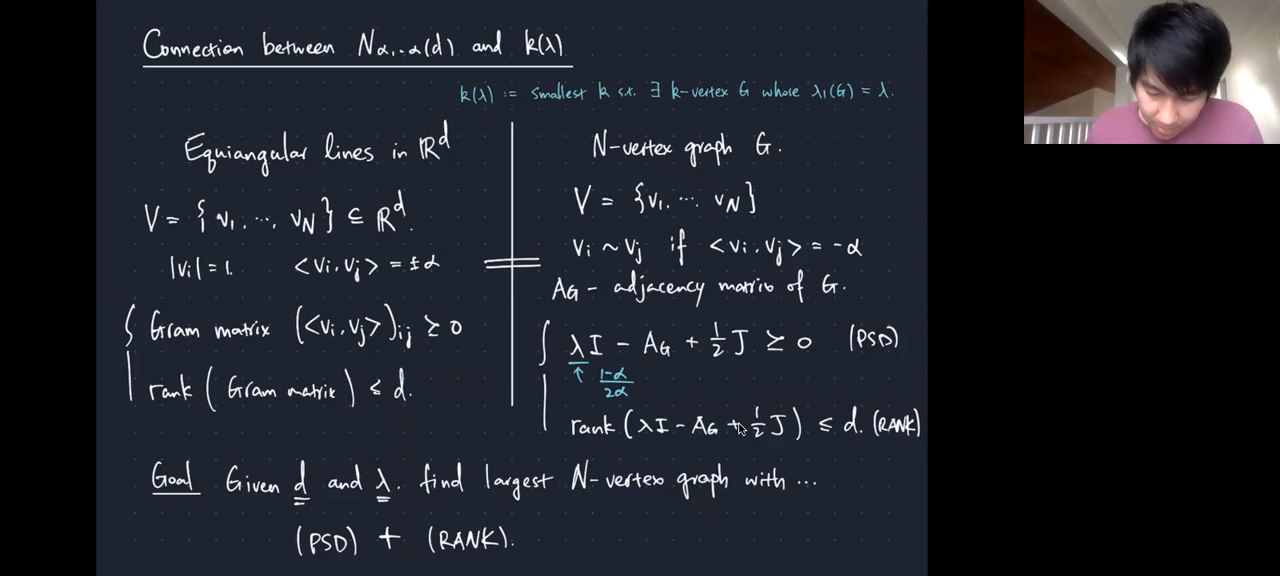 Connection between Nα,-α(d) and k(λ)
k(λ) := smallest k s.t. ∃ k-vertex G whose λ1(G) = λ.
Equiangular lines in ℝᵈ
V = {v1, ..., vN} ⊆ ℝᵈ.
|vi| = 1. <vi, vj> = ±α
Gram matrix (<vi, vj>)ij ≥ 0
rank (Gram matrix) ≤ d.
N-vertex graph G.
V = {v1, ... vN}
vi ~ vj if <vi, vj> = -α
AG - adjacency matrix of G.
λI - AG + 1/2 J ≥ 0 (PSD)
↑ 1-α/2α
rank (λI - AG + 1/2 J) ≤ d. (RANK)
Goal Given d and λ. find largest N-vertex graph with ...
(PSD) + (RANK).